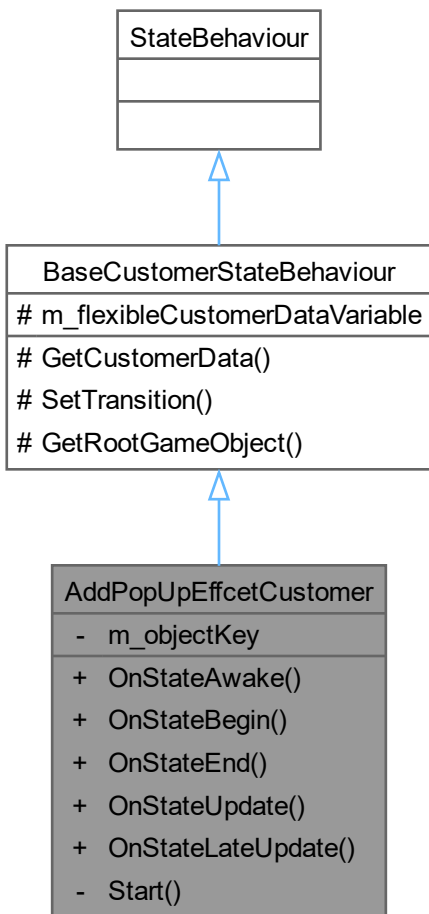 StateBehaviour
BaseCustomerStateBehaviour
# m_flexibleCustomerDataVariable
# GetCustomerData()
# SetTransition()
# GetRootGameObject()
AddPopUpEffcetCustomer
- m_objectKey
+ OnStateAwake()
+ OnStateBegin()
+ OnStateEnd()
+ OnStateUpdate()
+ OnStateLateUpdate()
- Start()